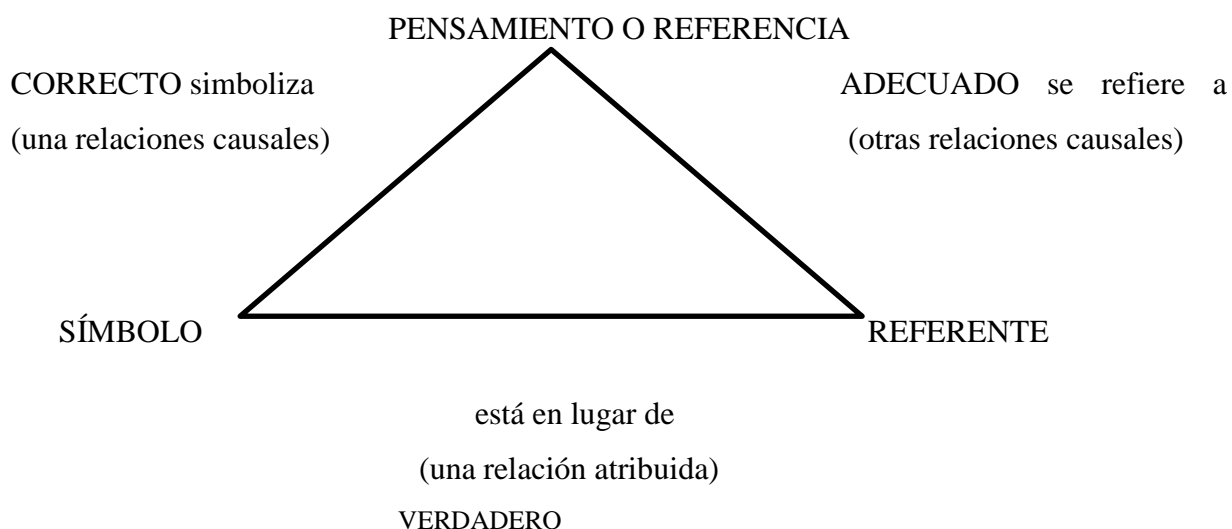 PENSAMIENTO O REFERENCIA
CORRECTO simboliza
(una relaciones causales)
ADECUADO se refiere a
(otras relaciones causales)
SÍMBOLO
REFERENTE
está en lugar de
(una relación atribuida)
VERDADERO